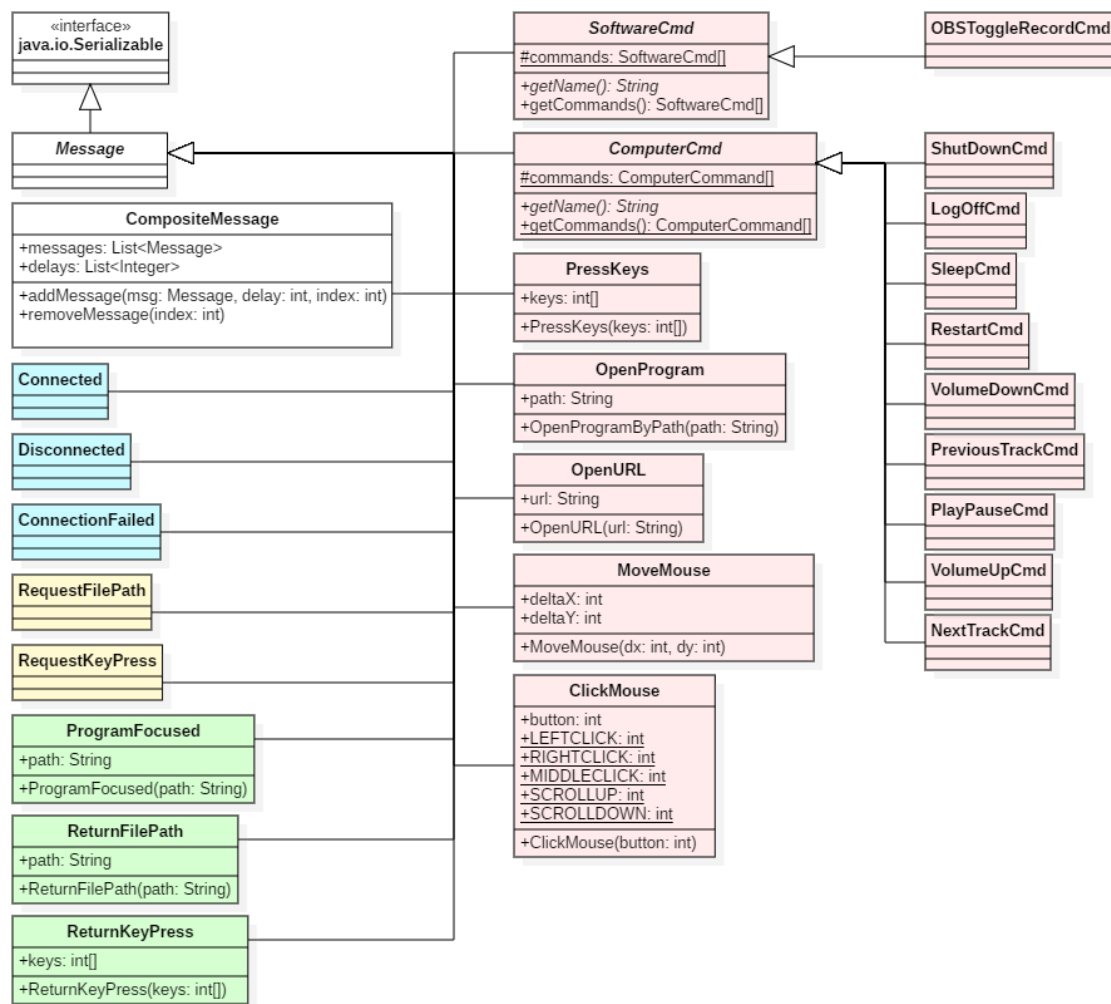 «interface»
java.io.Serializable
Message
CompositeMessage
+messages: List<Message>
+delays: List<Integer>
+addMessage(msg: Message, delay: int, index: int)
+removeMessage(index: int)
Connected
Disconnected
ConnectionFailed
RequestFilePath
RequestKeyPress
ProgramFocused
+path: String
+ProgramFocused(path: String)
ReturnFilePath
+path: String
+ReturnFilePath(path: String)
ReturnKeyPress
+keys: int[]
+ReturnKeyPress(keys: int[])
SoftwareCmd
#commands: SoftwareCmd[]
+getName(): String
+getCommands(): SoftwareCmd[]
ComputerCmd
#commands: ComputerCommand[]
+getName(): String
+getCommands(): ComputerCommand[]
PressKeys
+keys: int[]
+PressKeys(keys: int[])
OpenProgram
+path: String
+OpenProgramByPath(path: String)
OpenURL
+url: String
+OpenURL(url: String)
MoveMouse
+deltaX: int
+deltaY: int
+MoveMouse(dx: int, dy: int)
ClickMouse
+button: int
+LEFTCLICK: int
+RIGHTCLICK: int
+MIDDLECLICK: int
+SCROLLUP: int
+SCROLLDOWN: int
+ClickMouse(button: int)
OBSToggleRecordCmd
ShutDownCmd
LogOffCmd
SleepCmd
RestartCmd
VolumeDownCmd
PreviousTrackCmd
PlayPauseCmd
VolumeUpCmd
NextTrackCmd